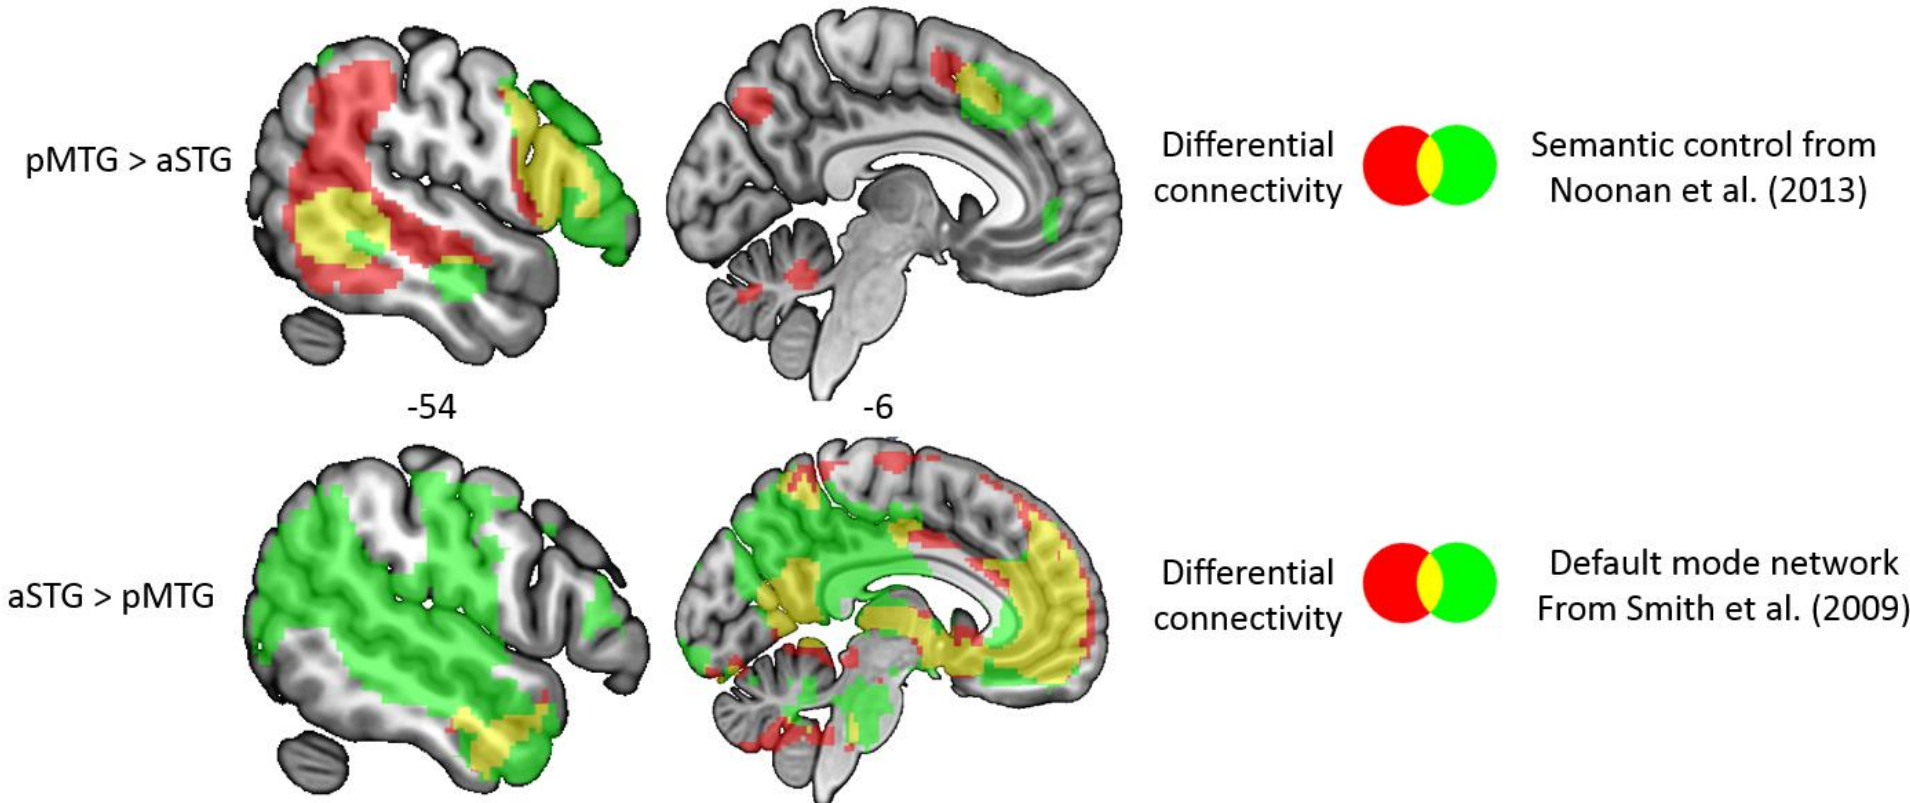 pMTG > aSTG
Differential
connectivity
Semantic control from
Noonan et al. (2013)
-54
-6
aSTG > pMTG
Differential
connectivity
Default mode network
From Smith et al. (2009)